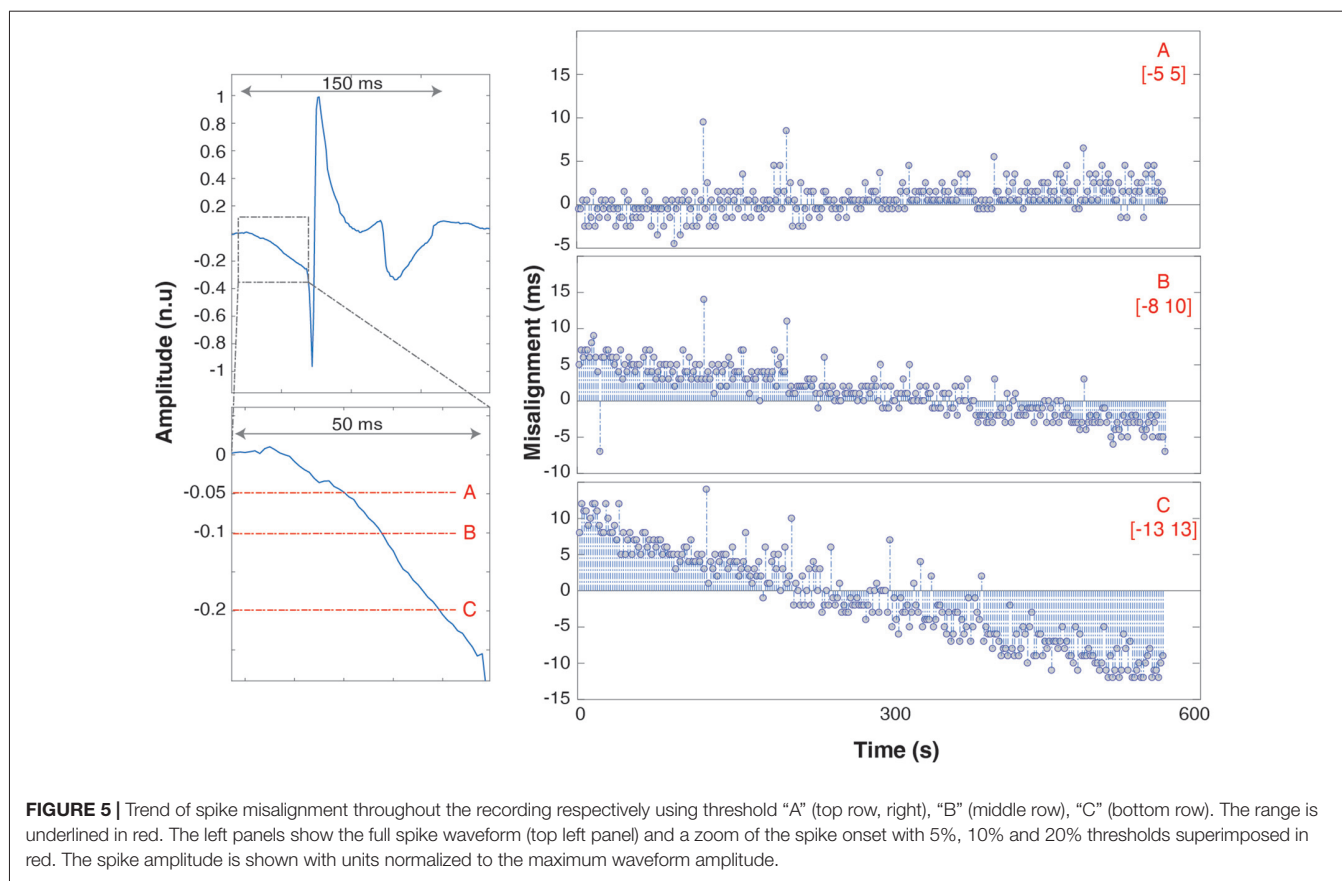 150 ms
1
0.8
0.6
0.4
0.2
0
-0.2
-0.4
-0.6
-0.8
-1
Amplitude (n.u)
50 ms
0
-0.05
-0.1
-0.2
A
B
C
A
[-5 5]
15
10
5
0
-5
B
[-8 10]
15
10
5
0
-5
-10
C
[-13 13]
10
5
0
-5
-10
-15
Misalignment (ms)
0
300
600
Time (s)
FIGURE 5 | Trend of spike misalignment throughout the recording respectively using threshold “A” (top row, right), “B” (middle row), “C” (bottom row). The range is
underlined in red. The left panels show the full spike waveform (top left panel) and a zoom of the spike onset with 5%, 10% and 20% thresholds superimposed in
red. The spike amplitude is shown with units normalized to the maximum waveform amplitude.